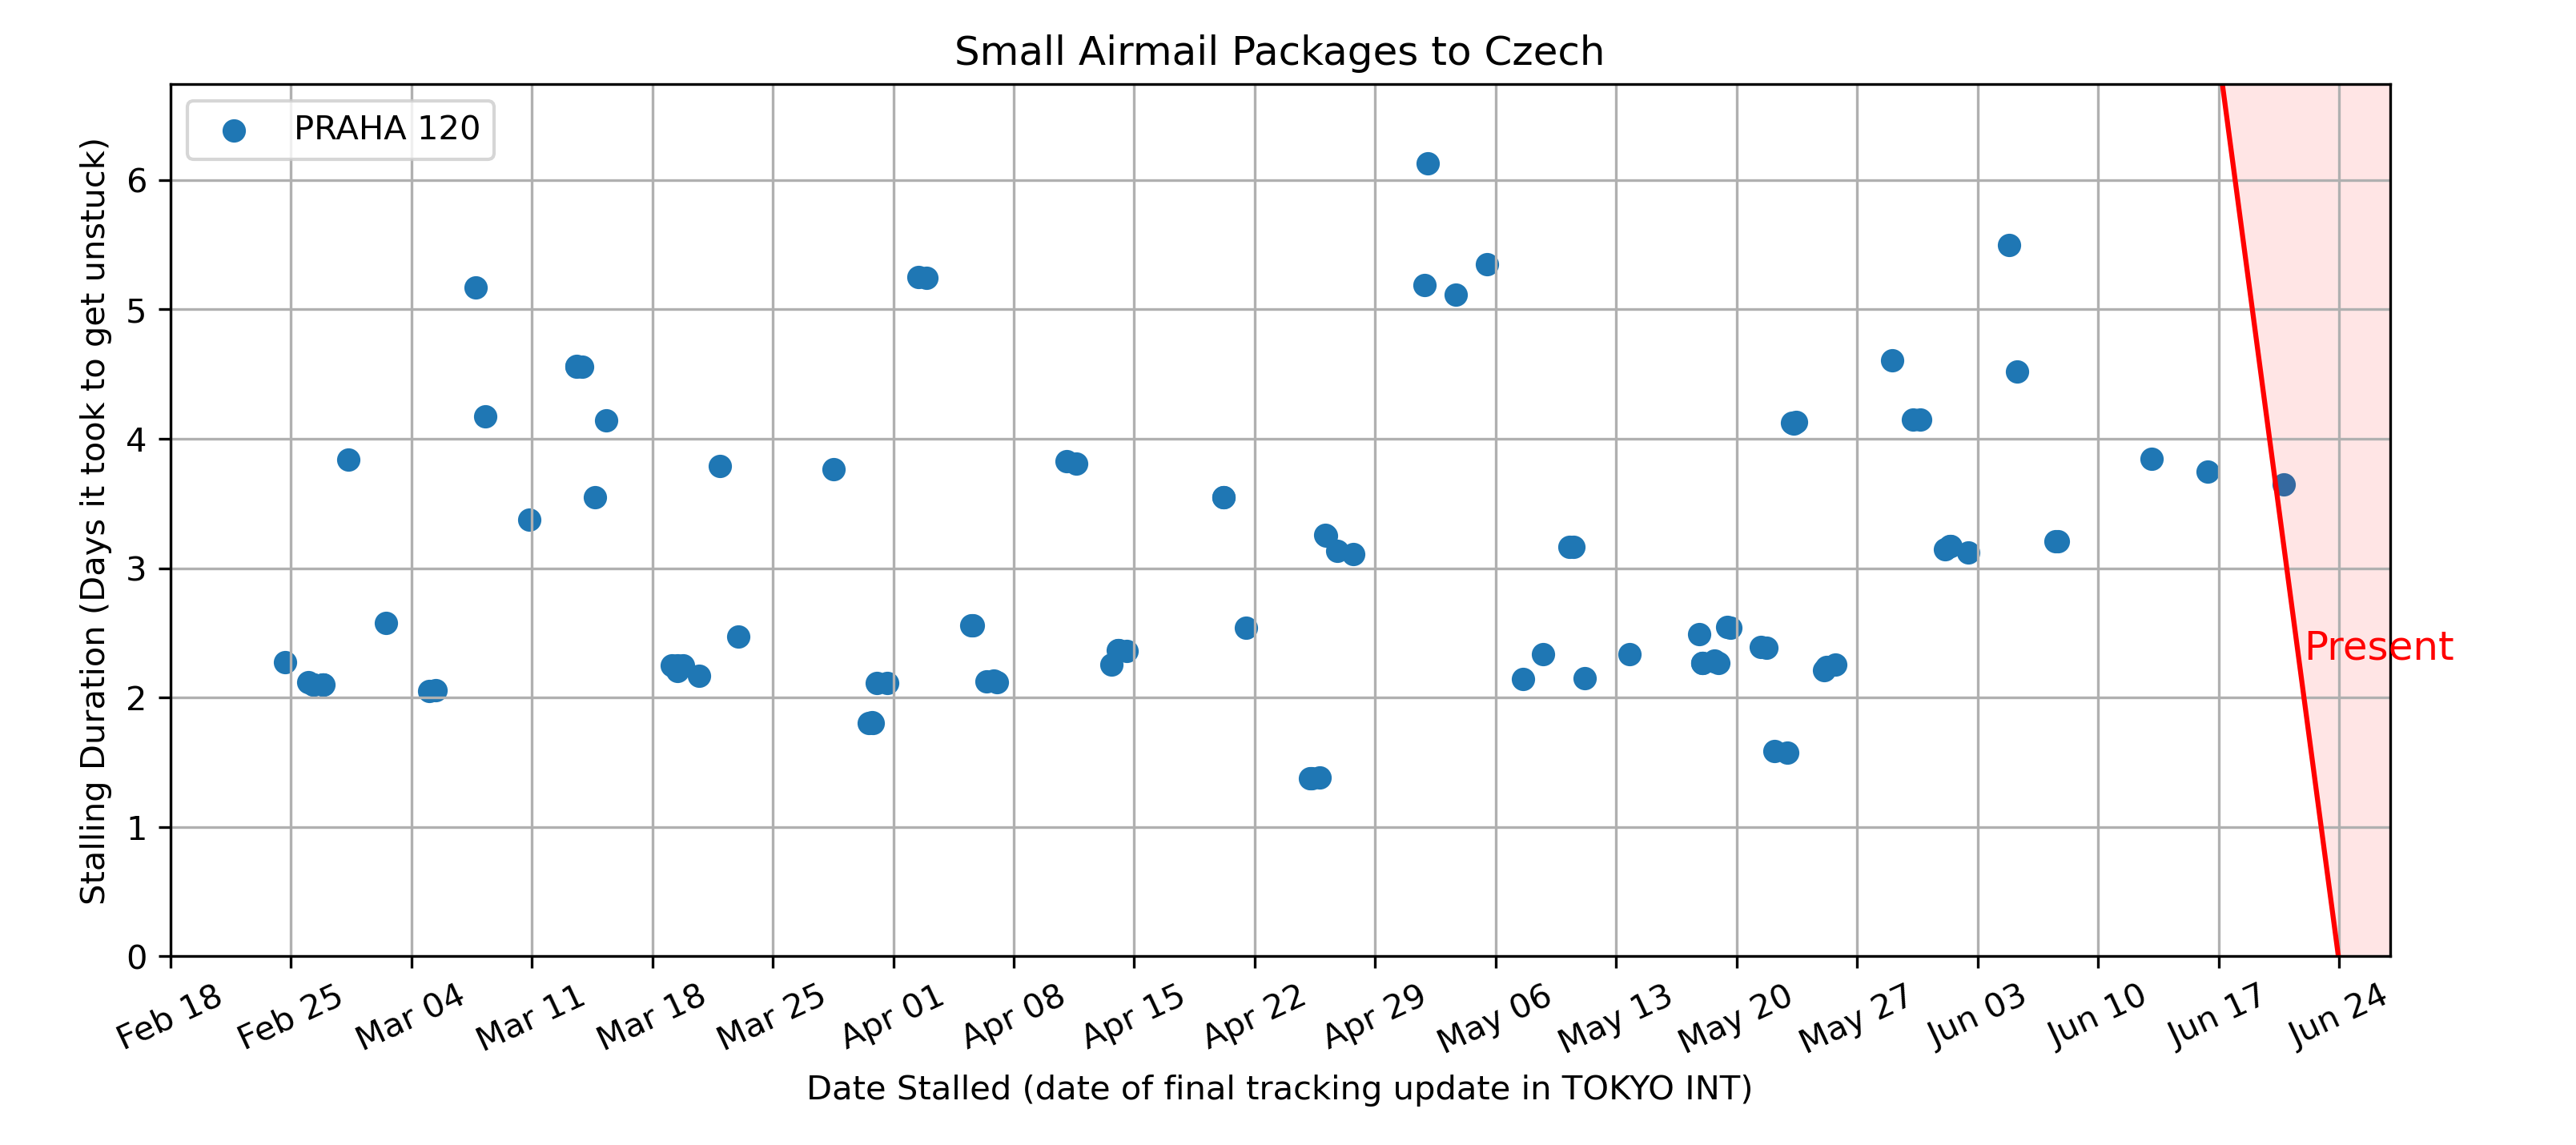 Small Airmail Packages to Czech
PRAHA 120
Stalling Duration (Days it took to get unstuck)
6
5
4
3
2
1
0
Present
Feb 18
Feb 25
Mar 04
Mar 11
Mar 18
Mar 25
Apr 01
Apr 08
Apr 15
Apr 22
Apr 29
May 06
May 13
May 20
May 27
Jun 03
Jun 10
Jun 17
Jun 24
Date Stalled (date of final tracking update in TOKYO INT)